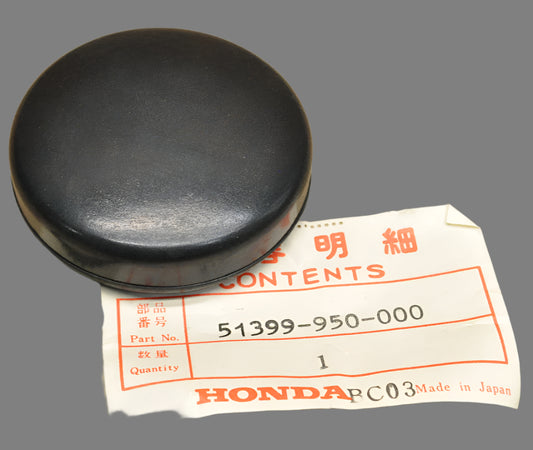 明細
CONTENTS
部品
番号
Part No. 51399-950-000
数量
Quantity 1
HONDA RC03 Made in Japan